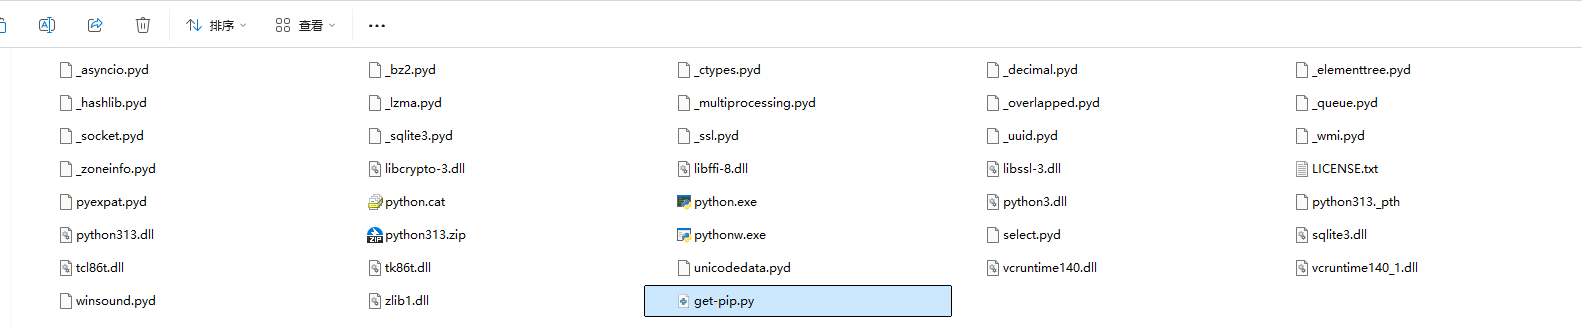 排序 查看
_asyncio.pyd _bz2.pyd _ctypes.pyd _decimal.pyd _elementtree.pyd
_hashlib.pyd _lzma.pyd _multiprocessing.pyd _overlapped.pyd _queue.pyd
_socket.pyd _sqlite3.pyd _ssl.pyd _uuid.pyd _wmi.pyd
_zoneinfo.pyd libcrypto-3.dll libffi-8.dll libssl-3.dll LICENSE.txt
pyexpat.pyd python.cat python.exe python3.dll python313._pth
python313.dll python313.zip pythonw.exe select.pyd sqlite3.dll
tcl86t.dll tk86t.dll unicodedata.pyd vcruntime140.dll vcruntime140_1.dll
winsound.pyd zlib1.dll get-pip.py